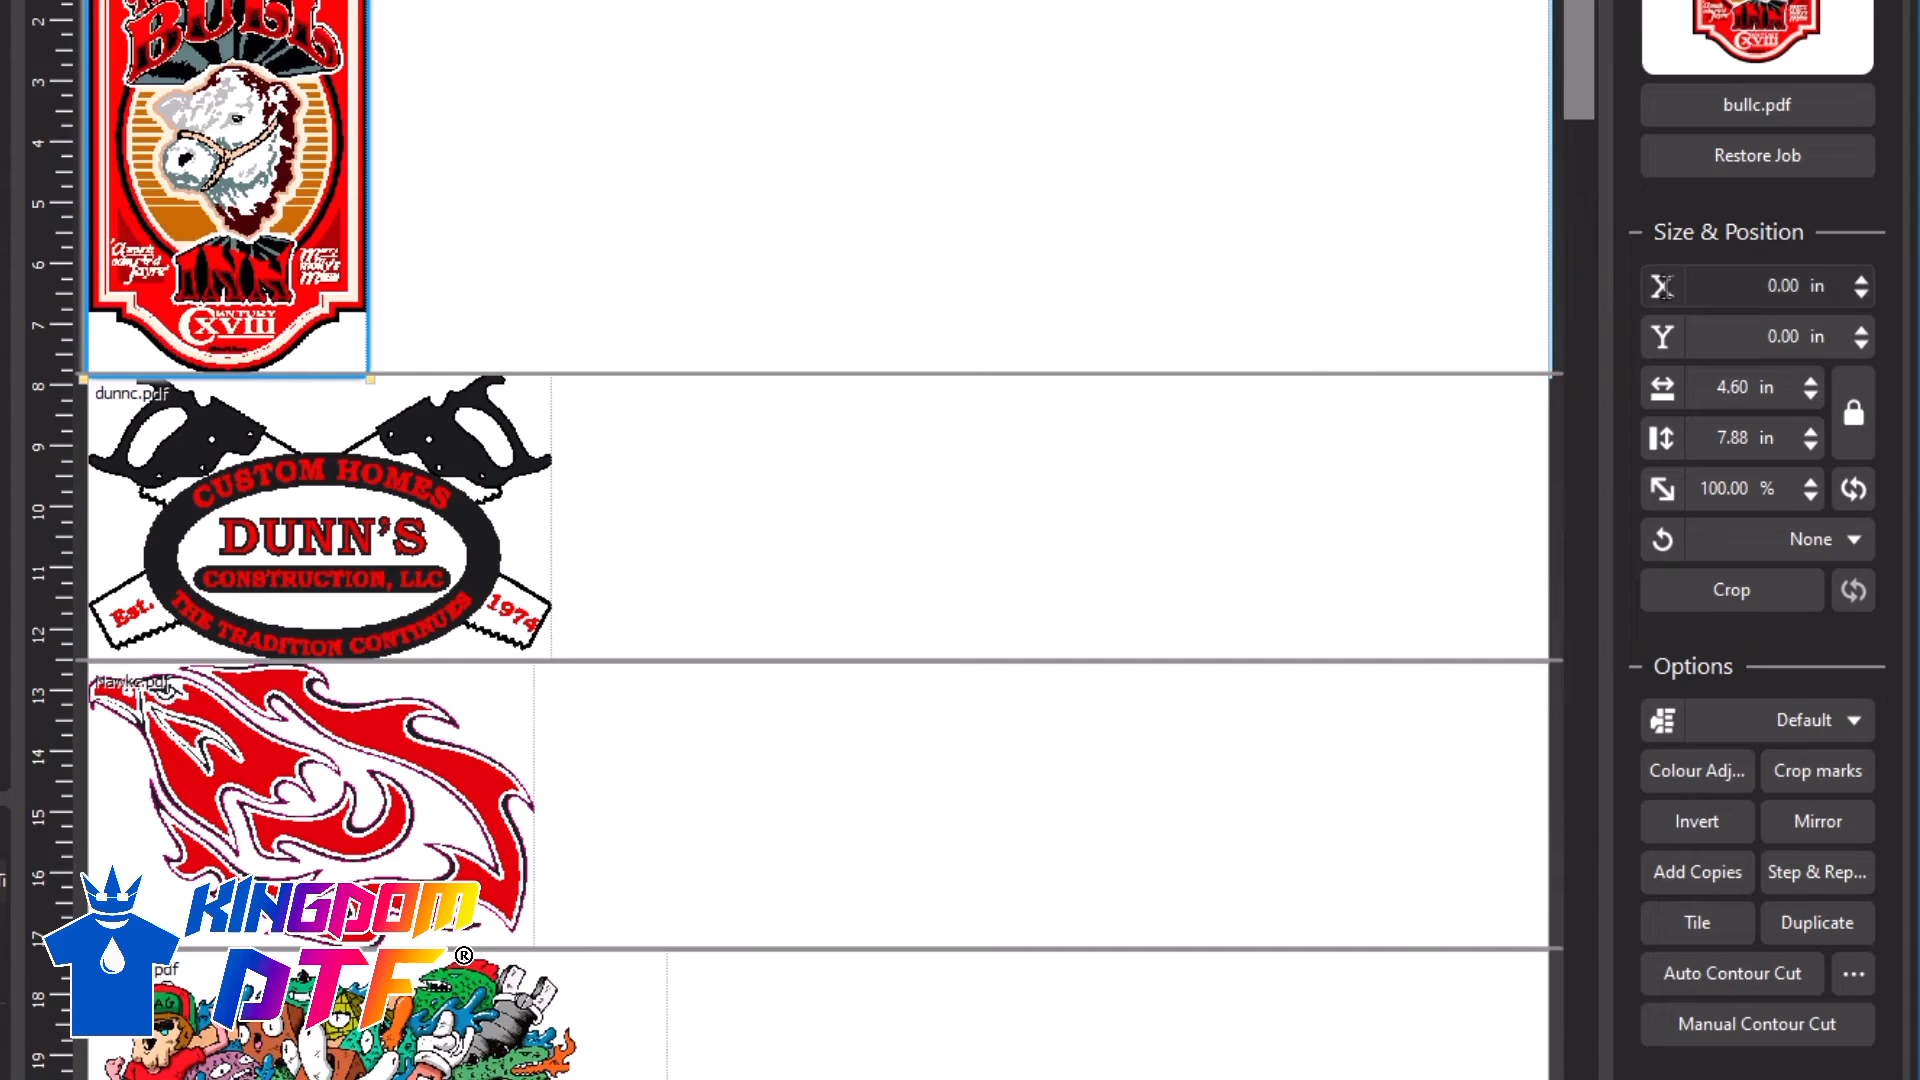 BULL
INN
CENTURY
CXVIII
dunnc.pdf
CUSTOM HOMES
DUNN'S
CONSTRUCTION, LLC
THE TRADITION CONTINUES
Est.
1974
Hawkc.pdf
pdf
KINGDOM
DTF®
2
3
4
5
6
7
8
9
10
11
12
13
14
15
16
17
18
19
bullc.pdf
Restore Job
Size & Position
X 0.00 in
Y 0.00 in
4.60 in
7.88 in
100.00 %
None
Crop
Options
Default
Colour Adj... Crop marks
Invert Mirror
Add Copies Step & Rep...
Tile Duplicate
Auto Contour Cut ...
Manual Contour Cut